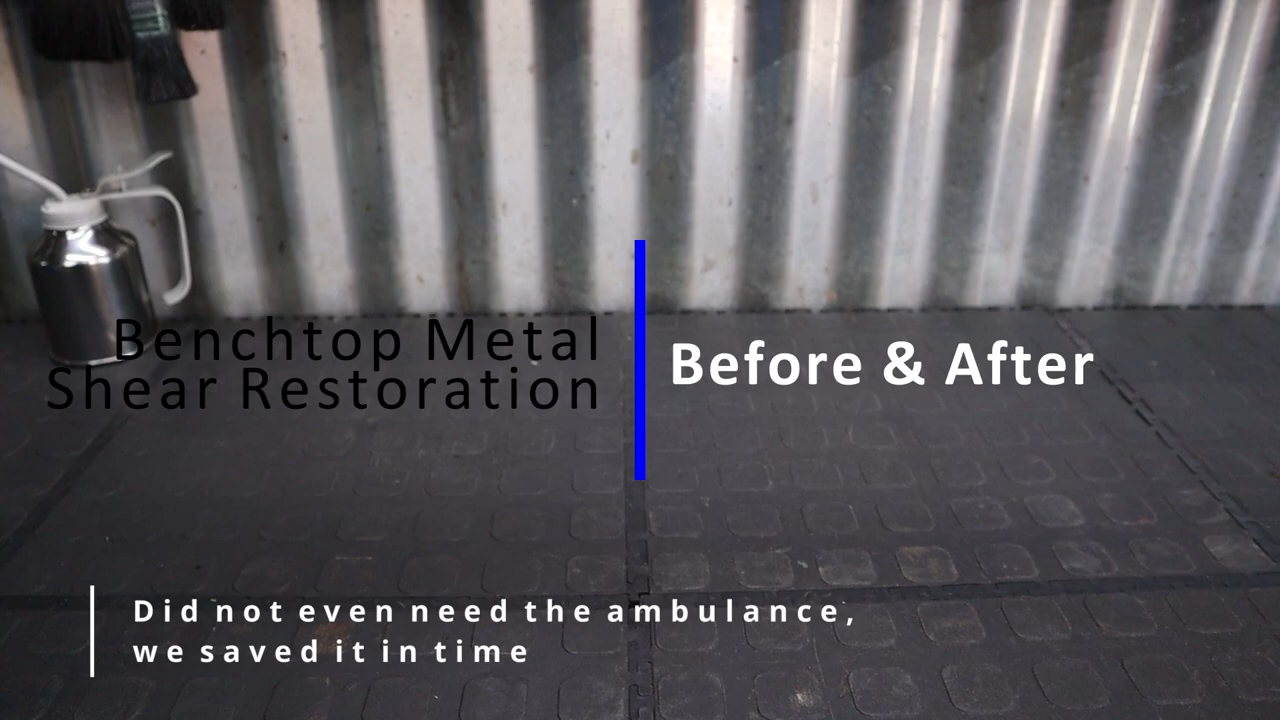 Benchtop Metal
Shear Restoration
Before & After
Did not even need the ambulance,
we saved it in time